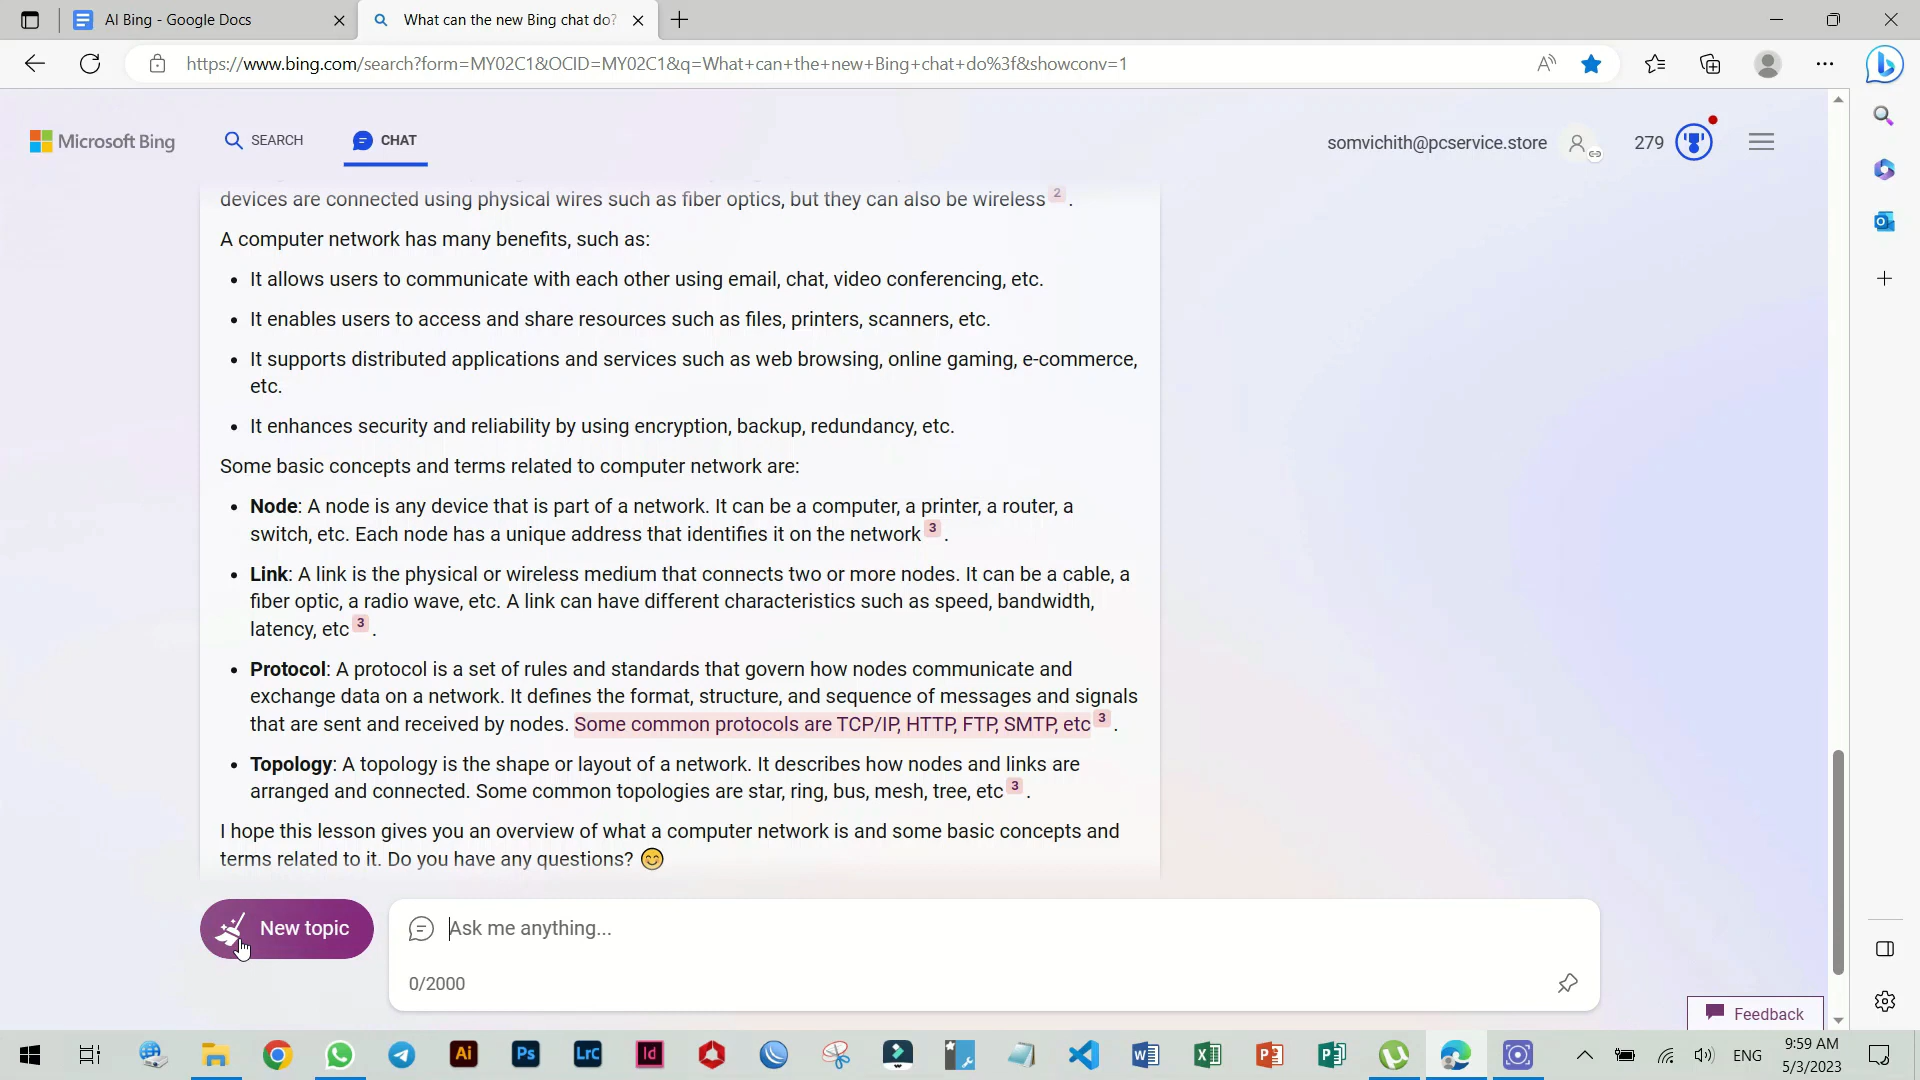 AI Bing - Google Docs
What can the new Bing chat do?
https://www.bing.com/search?form=MY02C1&OCID=MY02C1&q=What+can+the+new+Bing+chat+do%3f&showconv=1
Microsoft Bing
SEARCH
CHAT
somvichith@pcservice.store
279
devices are connected using physical wires such as fiber optics, but they can also be wireless 2 .
A computer network has many benefits, such as:
• It allows users to communicate with each other using email, chat, video conferencing, etc.
• It enables users to access and share resources such as files, printers, scanners, etc.
• It supports distributed applications and services such as web browsing, online gaming, e-commerce,
etc.
• It enhances security and reliability by using encryption, backup, redundancy, etc.
Some basic concepts and terms related to computer network are:
• Node: A node is any device that is part of a network. It can be a computer, a printer, a router, a
switch, etc. Each node has a unique address that identifies it on the network 3 .
• Link: A link is the physical or wireless medium that connects two or more nodes. It can be a cable, a
fiber optic, a radio wave, etc. A link can have different characteristics such as speed, bandwidth,
latency, etc 3 .
• Protocol: A protocol is a set of rules and standards that govern how nodes communicate and
exchange data on a network. It defines the format, structure, and sequence of messages and signals
that are sent and received by nodes. Some common protocols are TCP/IP, HTTP, FTP, SMTP, etc 3 .
• Topology: A topology is the shape or layout of a network. It describes how nodes and links are
arranged and connected. Some common topologies are star, ring, bus, mesh, tree, etc 3 .
I hope this lesson gives you an overview of what a computer network is and some basic concepts and
terms related to it. Do you have any questions? 😊
New topic
Ask me anything...
0/2000
Feedback
Ai
Ps
LrC
Id
ENG
9:59 AM
5/3/2023